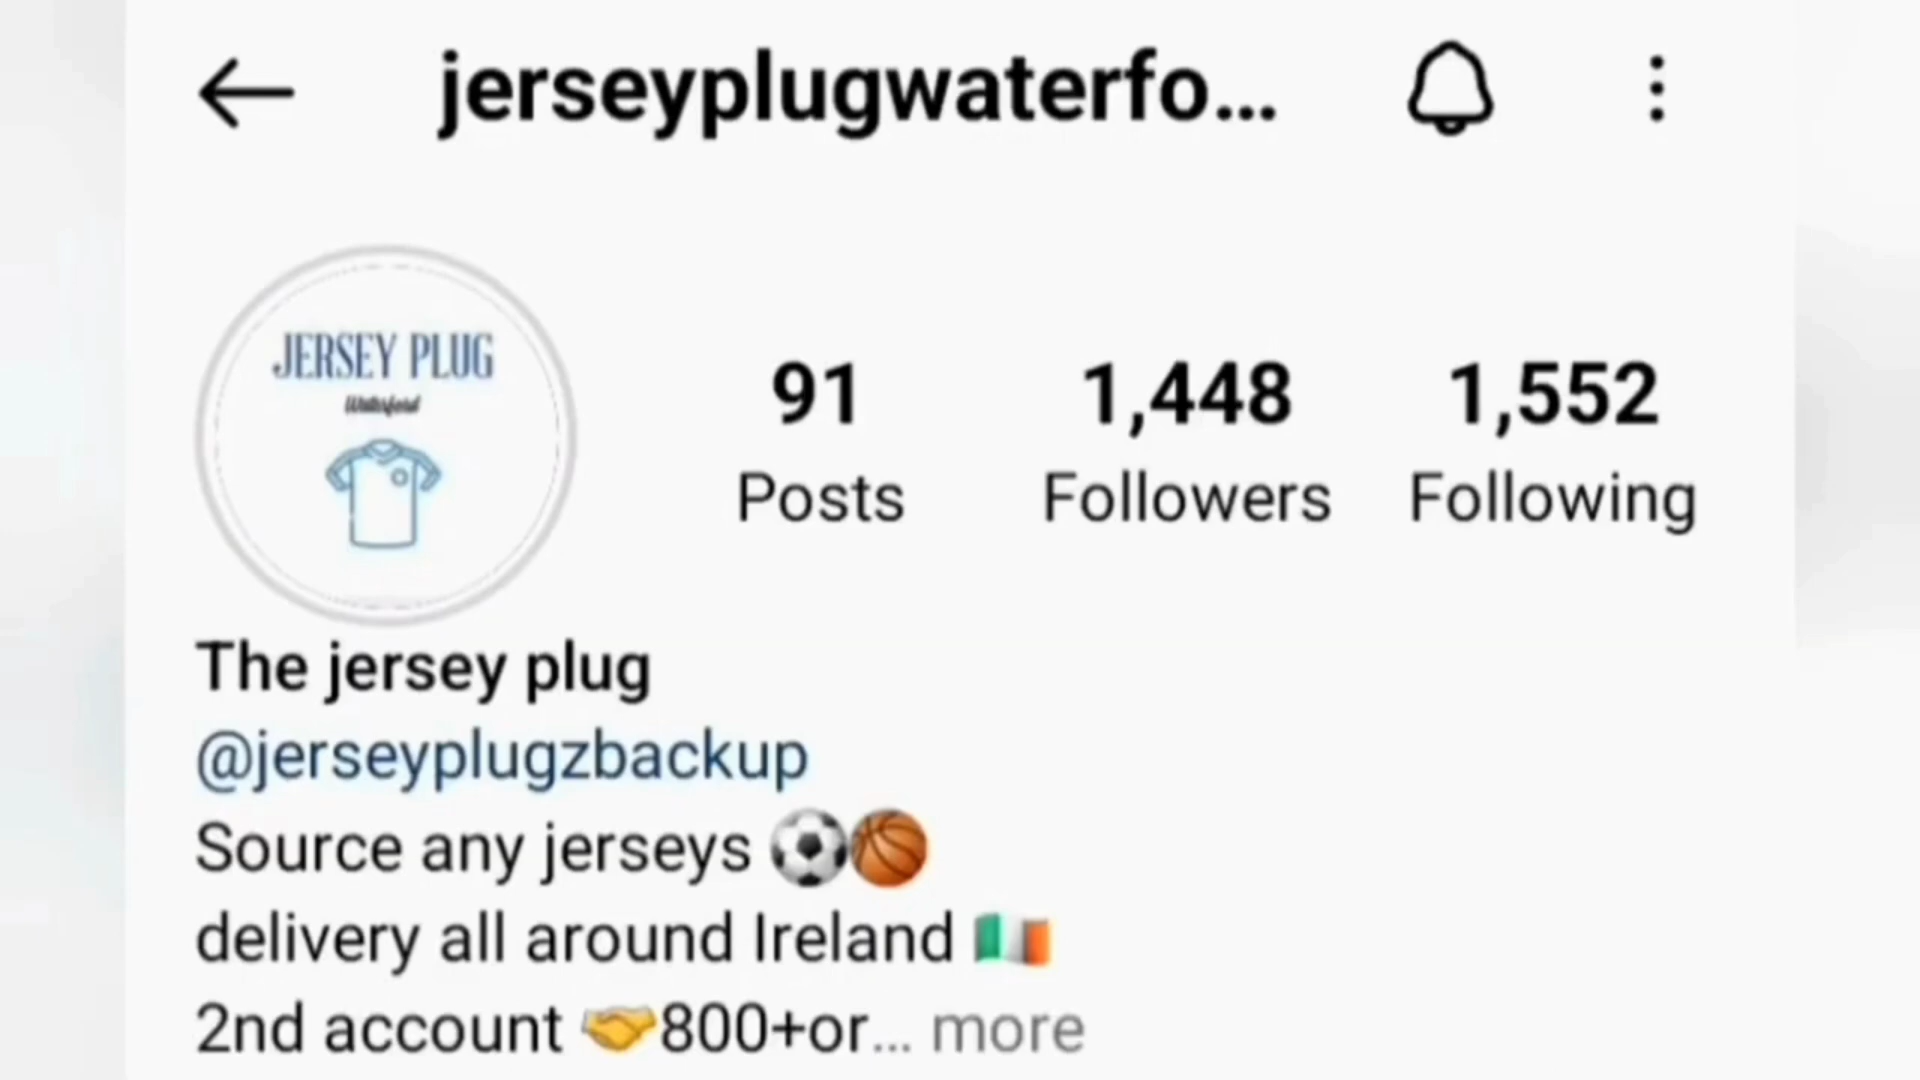 jerseyplugwaterfo...
JERSEY PLUG
Waterford
91
Posts
1,448
Followers
1,552
Following
The jersey plug
@jerseyplugzbackup
Source any jerseys ⚽🏀
delivery all around Ireland 🇮🇪
2nd account 🤝800+or... more